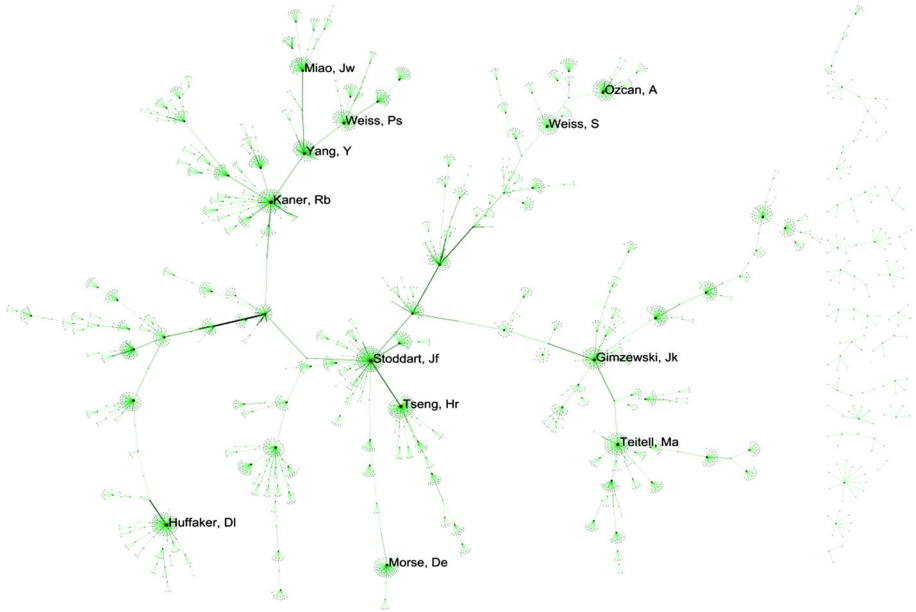 Miao, Jw
Ozcan, A
Weiss, Ps
Weiss, S
Yang, Y
Kaner, Rb
Stoddart, Jf
Gimzewski, Jk
Tseng, Hr
Teitell, Ma
Huffaker, Dl
Morse, De